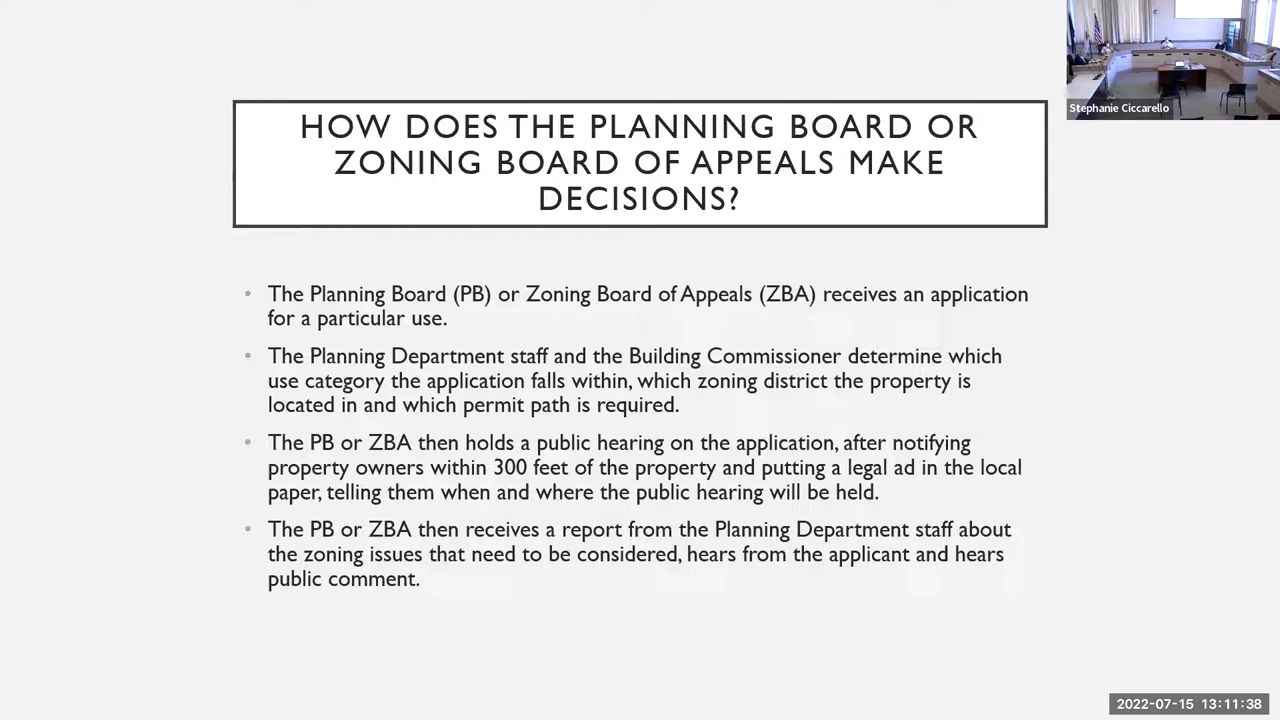 Stephanie Ciccarello
HOW DOES THE PLANNING BOARD OR
ZONING BOARD OF APPEALS MAKE
DECISIONS?
• The Planning Board (PB) or Zoning Board of Appeals (ZBA) receives an application
for a particular use.
• The Planning Department staff and the Building Commissioner determine which
use category the application falls within, which zoning district the property is
located in and which permit path is required.
• The PB or ZBA then holds a public hearing on the application, after notifying
property owners within 300 feet of the property and putting a legal ad in the local
paper, telling them when and where the public hearing will be held.
• The PB or ZBA then receives a report from the Planning Department staff about
the zoning issues that need to be considered, hears from the applicant and hears
public comment.
2022-07-15 13:11:38